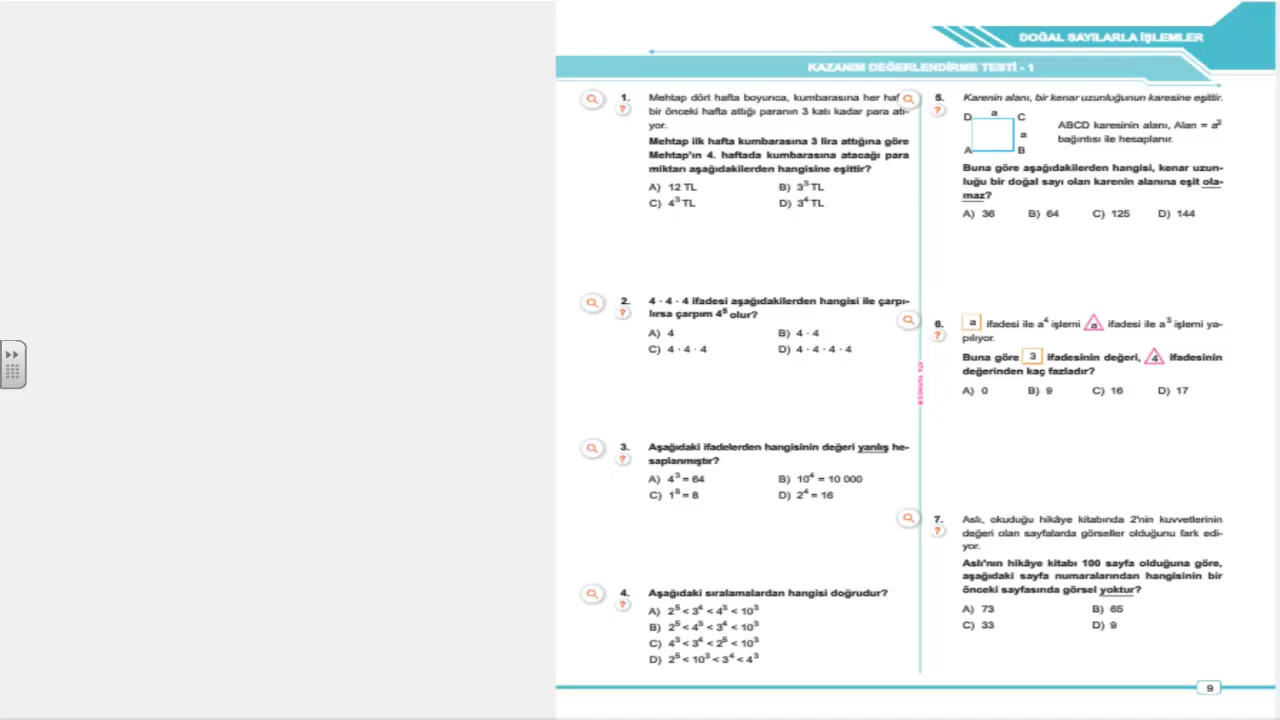 DOĞAL SAYILARLA İŞLEMLER
KAZANIM DEĞERLENDİRME TESTİ - 1
1. Mehtap dört hafta boyunca, kumbarasına her haf
bir önceki hafta attığı paranın 3 katı kadar para atı-
yor.
Mehtap ilk hafta kumbarasına 3 lira attığına göre
Mehtap'ın 4. haftada kumbarasına atacağı para
miktarı aşağıdakilerden hangisine eşittir?
A) 12 TL B) 3³ TL
C) 4³ TL D) 3⁴ TL
2. 4 · 4 · 4 ifadesi aşağıdakilerden hangisi ile çarpı-
lırsa çarpım 4⁵ olur?
A) 4 B) 4 · 4
C) 4 · 4 · 4 D) 4 · 4 · 4 · 4
3. Aşağıdaki ifadelerden hangisinin değeri yanlış he-
saplanmıştır?
A) 4³ = 64 B) 10⁴ = 10 000
C) 1⁸ = 8 D) 2⁴ = 16
4. Aşağıdaki sıralamalardan hangisi doğrudur?
A) 2⁵ < 3⁴ < 4³ < 10³
B) 2⁵ < 4³ < 3⁴ < 10³
C) 4³ < 3⁴ < 2⁵ < 10³
D) 2⁵ < 10³ < 3⁴ < 4³
5. Karenin alanı, bir kenar uzunluğunun karesine eşittir.
D a C
ABCD karesinin alanı, Alan = a²
a
bağıntısı ile hesaplanır.
A B
Buna göre aşağıdakilerden hangisi, kenar uzun-
luğu bir doğal sayı olan karenin alanına eşit ola-
maz?
A) 36 B) 64 C) 125 D) 144
6. a ifadesi ile a⁴ işlemi a ifadesi ile a³ işlemi ya-
pılıyor.
Buna göre 3 ifadesinin değeri, 4 ifadesinin
değerinden kaç fazladır?
A) 0 B) 9 C) 16 D) 17
7. Aslı, okuduğu hikâye kitabında 2'nin kuvvetlerinin
değeri olan sayfalarda görseller olduğunu fark edi-
yor.
Aslı'nın hikâye kitabı 100 sayfa olduğuna göre,
aşağıdaki sayfa numaralarından hangisinin bir
önceki sayfasında görsel yoktur?
A) 73 B) 65
C) 33 D) 9
9